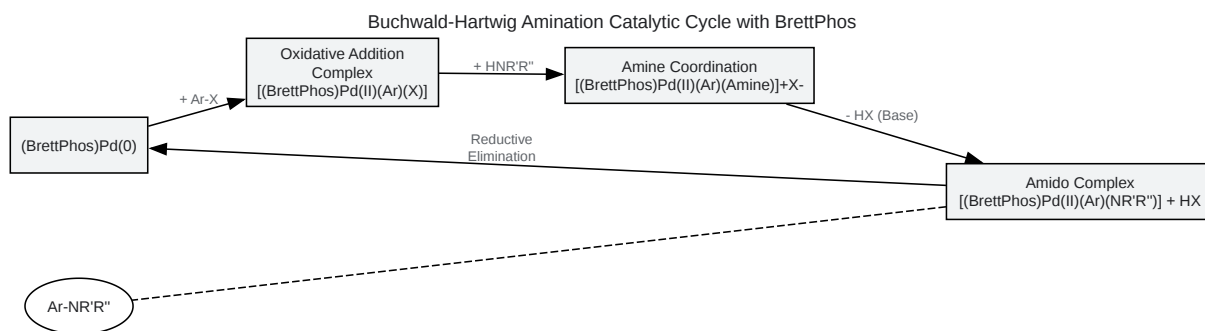 Buchwald-Hartwig Amination Catalytic Cycle with BrettPhos
Oxidative Addition
Complex
[(BrettPhos)Pd(II)(Ar)(X)]
+ HNR'R"
Amine Coordination
[(BrettPhos)Pd(II)(Ar)(Amine)]+X-
+ Ar-X
- HX (Base)
(BrettPhos)Pd(0)
Reductive
Elimination
Amido Complex
[(BrettPhos)Pd(II)(Ar)(NR'R")] + HX
Ar-NR'R"